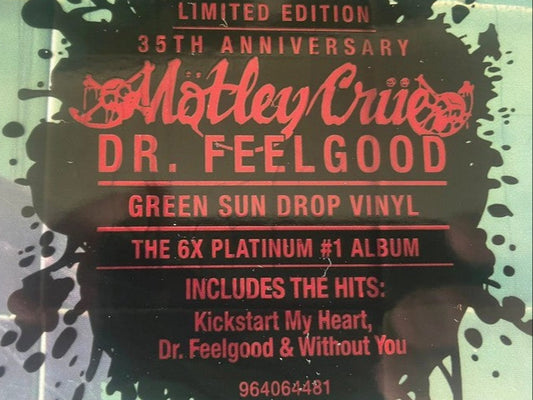 LIMITED EDITION
35TH ANNIVERSARY
Mötley Crüe
DR. FEELGOOD
GREEN SUN DROP VINYL
THE 6X PLATINUM #1 ALBUM
INCLUDES THE HITS:
Kickstart My Heart,
Dr. Feelgood & Without You
964064481